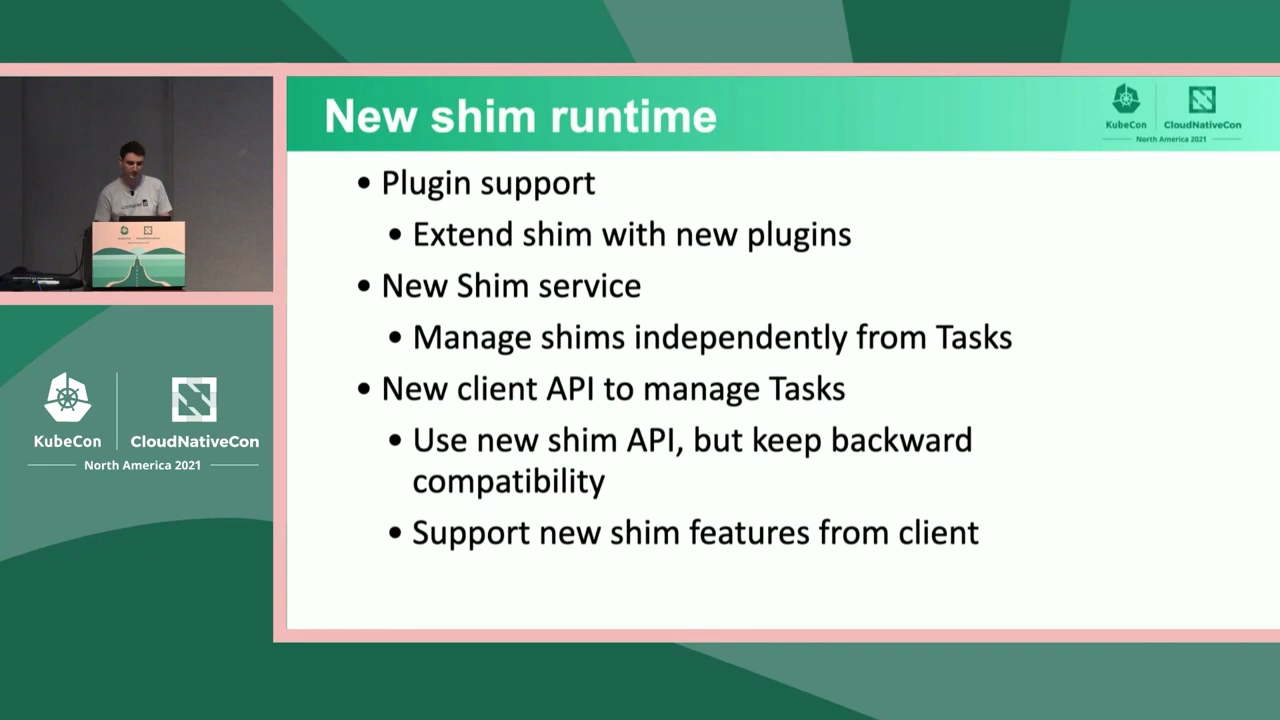 New shim runtime
KubeCon
CloudNativeCon
North America 2021
• Plugin support
• Extend shim with new plugins
• New Shim service
• Manage shims independently from Tasks
• New client API to manage Tasks
• Use new shim API, but keep backward
compatibility
• Support new shim features from client
KubeCon
CloudNativeCon
North America 2021